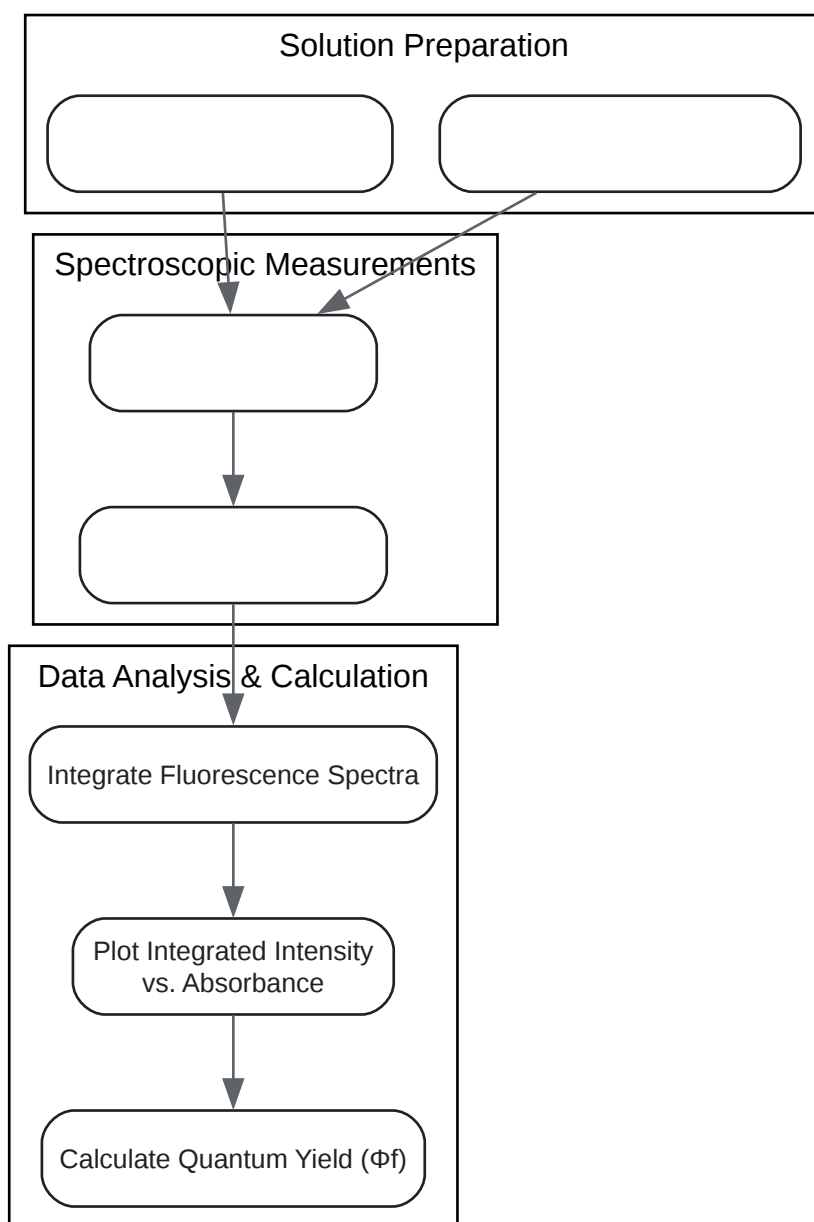 Solution Preparation
Spectroscopic Measurements
Data Analysis & Calculation
Integrate Fluorescence Spectra
Plot Integrated Intensity
vs. Absorbance
Calculate Quantum Yield (Φf)